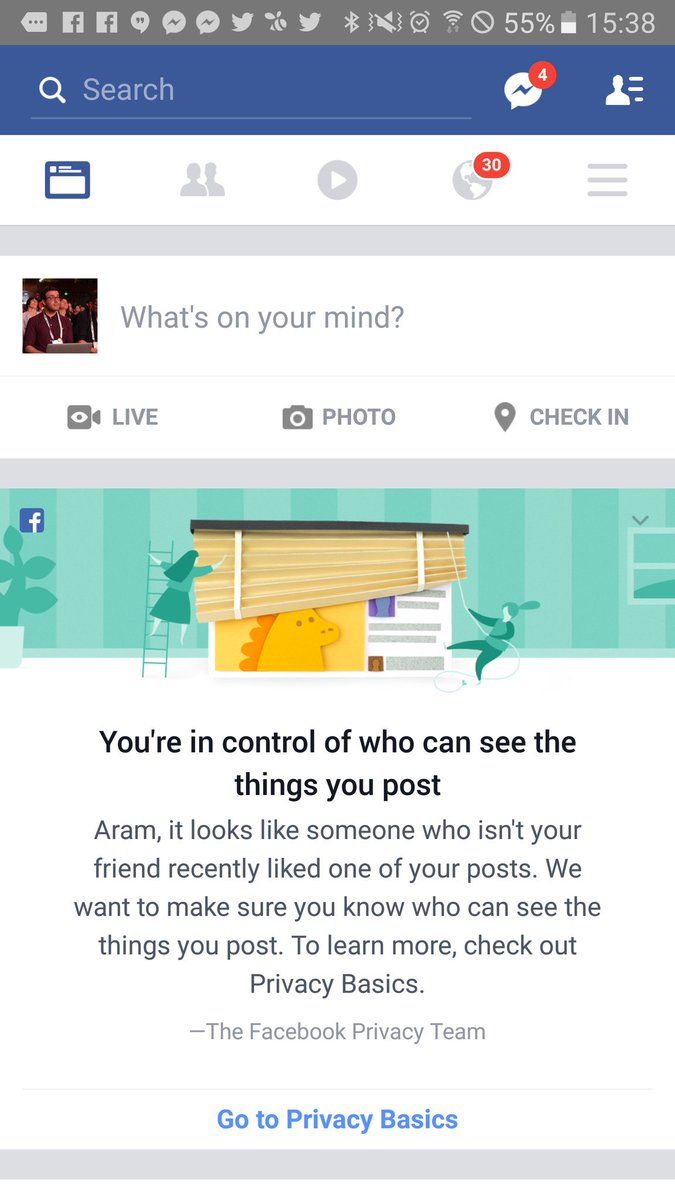 55% 15:38
Search
4
30
What's on your mind?
LIVE PHOTO CHECK IN
You're in control of who can see the
things you post
Aram, it looks like someone who isn't your
friend recently liked one of your posts. We
want to make sure you know who can see the
things you post. To learn more, check out
Privacy Basics.
—The Facebook Privacy Team
Go to Privacy Basics